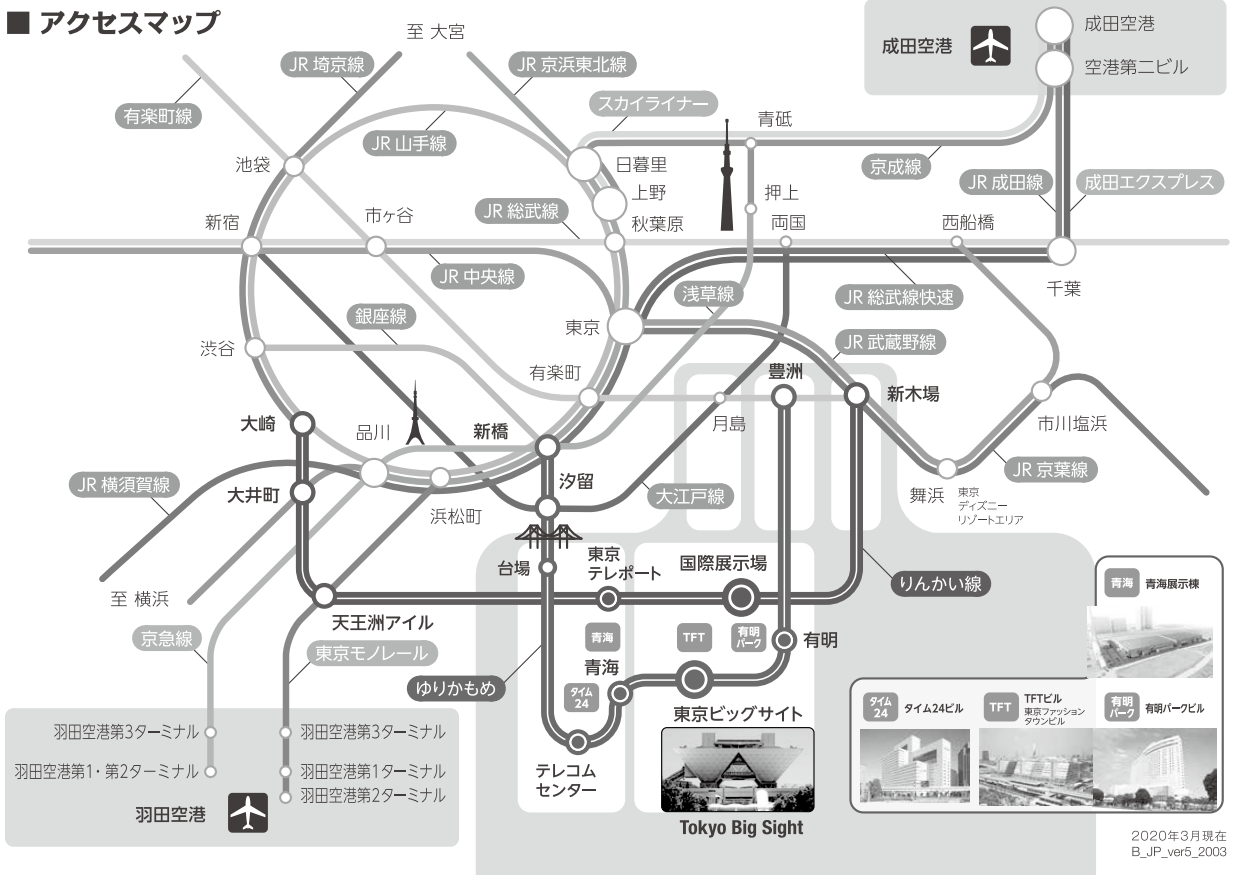 ■ アクセスマップ
至 大宮
JR 埼京線
JR 京浜東北線
有楽町線
JR 山手線
スカイライナー
成田空港
成田空港
空港第二ビル
青砥
池袋
日暮里
京成線
JR 成田線
成田エクスプレス
上野
押上
新宿
市ヶ谷
JR 総武線
秋葉原
両国
西船橋
JR 中央線
浅草線
JR 総武線快速
千葉
銀座線
東京
渋谷
JR 武蔵野線
有楽町
豊洲
新木場
大崎
品川
新橋
月島
市川塩浜
JR 横須賀線
大井町
浜松町
汐留
大江戸線
舞浜
東京
ディズニー
リゾートエリア
JR 京葉線
台場
東京
テレポート
国際展示場
りんかい線
至 横浜
天王洲アイル
京急線
東京モノレール
ゆりかもめ
青海
青海
TFT
有明
パーク
有明
タイム
24
東京ビッグサイト
テレコム
センター
Tokyo Big Sight
羽田空港第3ターミナル
羽田空港第3ターミナル
羽田空港第1・第2ターミナル
羽田空港第1ターミナル
羽田空港第2ターミナル
羽田空港
青海
青海展示棟
タイム
24
タイム24ビル
TFT
TFTビル
東京ファッション
タウンビル
有明
パーク
有明パークビル
2020年3月現在
B_JP_ver5_2003